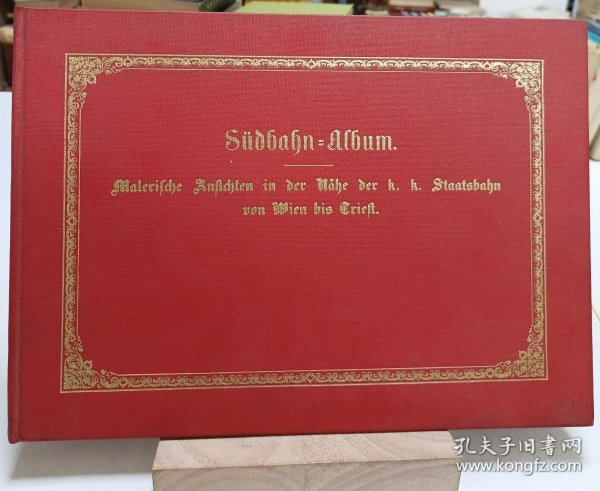 Südbahn=Album.
Malerische Ansichten in der Nähe der k. k. Staatsbahn
von Wien bis Triest.
孔夫子旧书网
www.kongfz.com